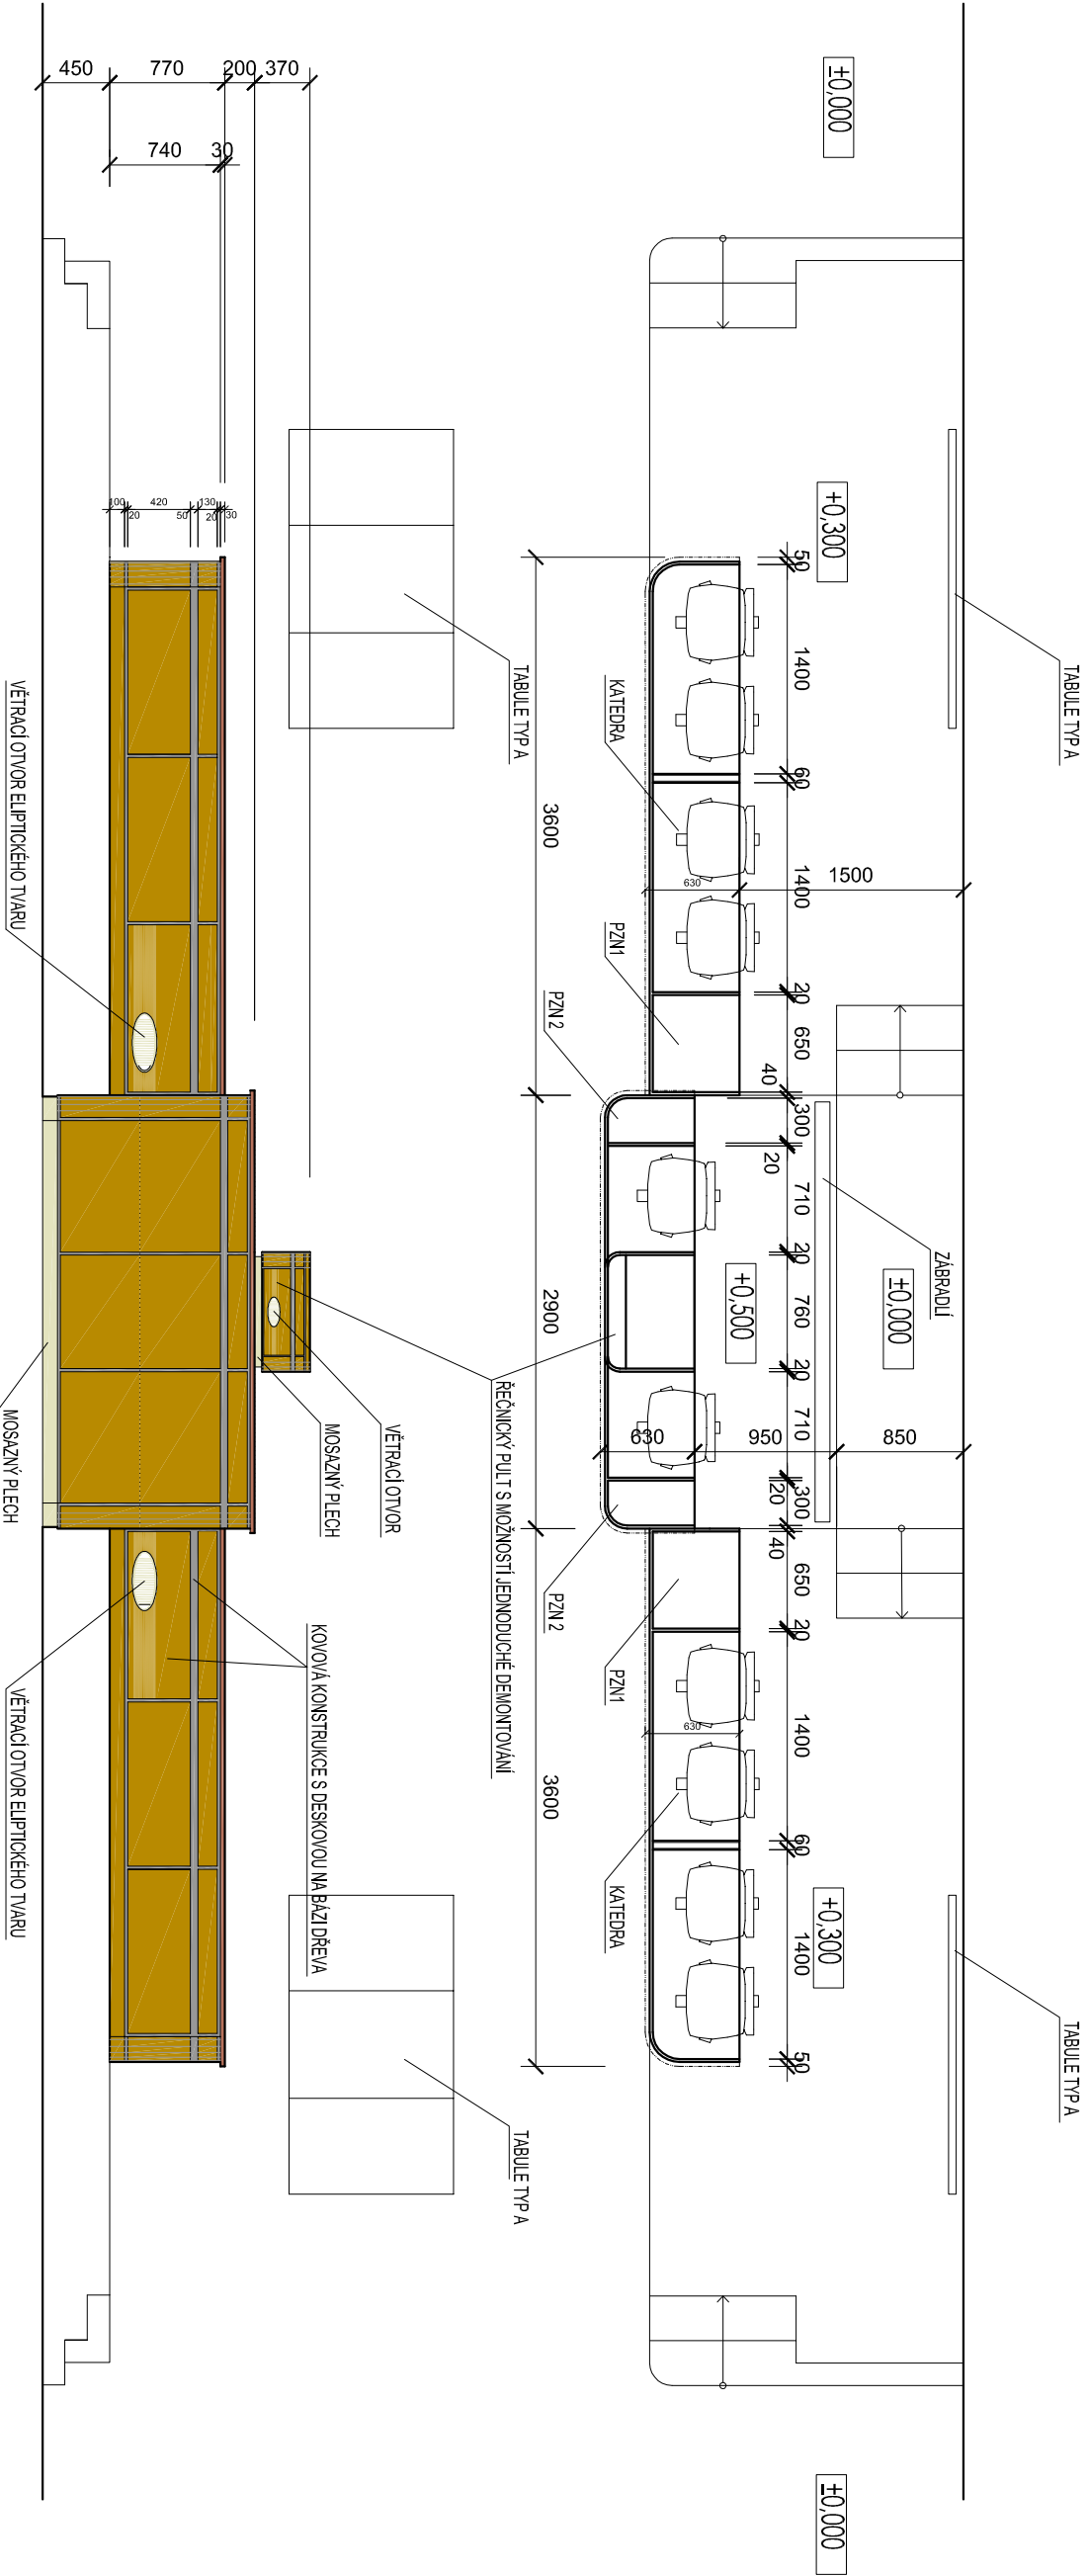 TABULE TYP A
TABULE TYP A
±0,000
+0,300
ZÁBRADLÍ
±0,000
+0,300
±0,000
1500
850
950
630
50
1400
60
1400
20
650
40
300
20
710
20
760
20
710
20
300
40
650
20
1400
60
1400
50
+0,500
630
630
KATEDRA
PZN1
PZN1
KATEDRA
PZN 2
PZN 2
3600
2900
3600
TABULE TYP A
ŘEČNICKÝ PULT S MOŽNOSTÍ JEDNODUCHÉ DEMONTOVÁNÍ
TABULE TYP A
VĚTRACÍ OTVOR
MOSAZNÝ PLECH
KOVOVÁ KONSTRUKCE S DESKOVOU NA BÁZI DŘEVA
370
200
770
450
30
740
30
20
130
50
420
20
100
VĚTRACÍ OTVOR ELIPTICKÉHO TVARU
MOSAZNÝ PLECH
VĚTRACÍ OTVOR ELIPTICKÉHO TVARU